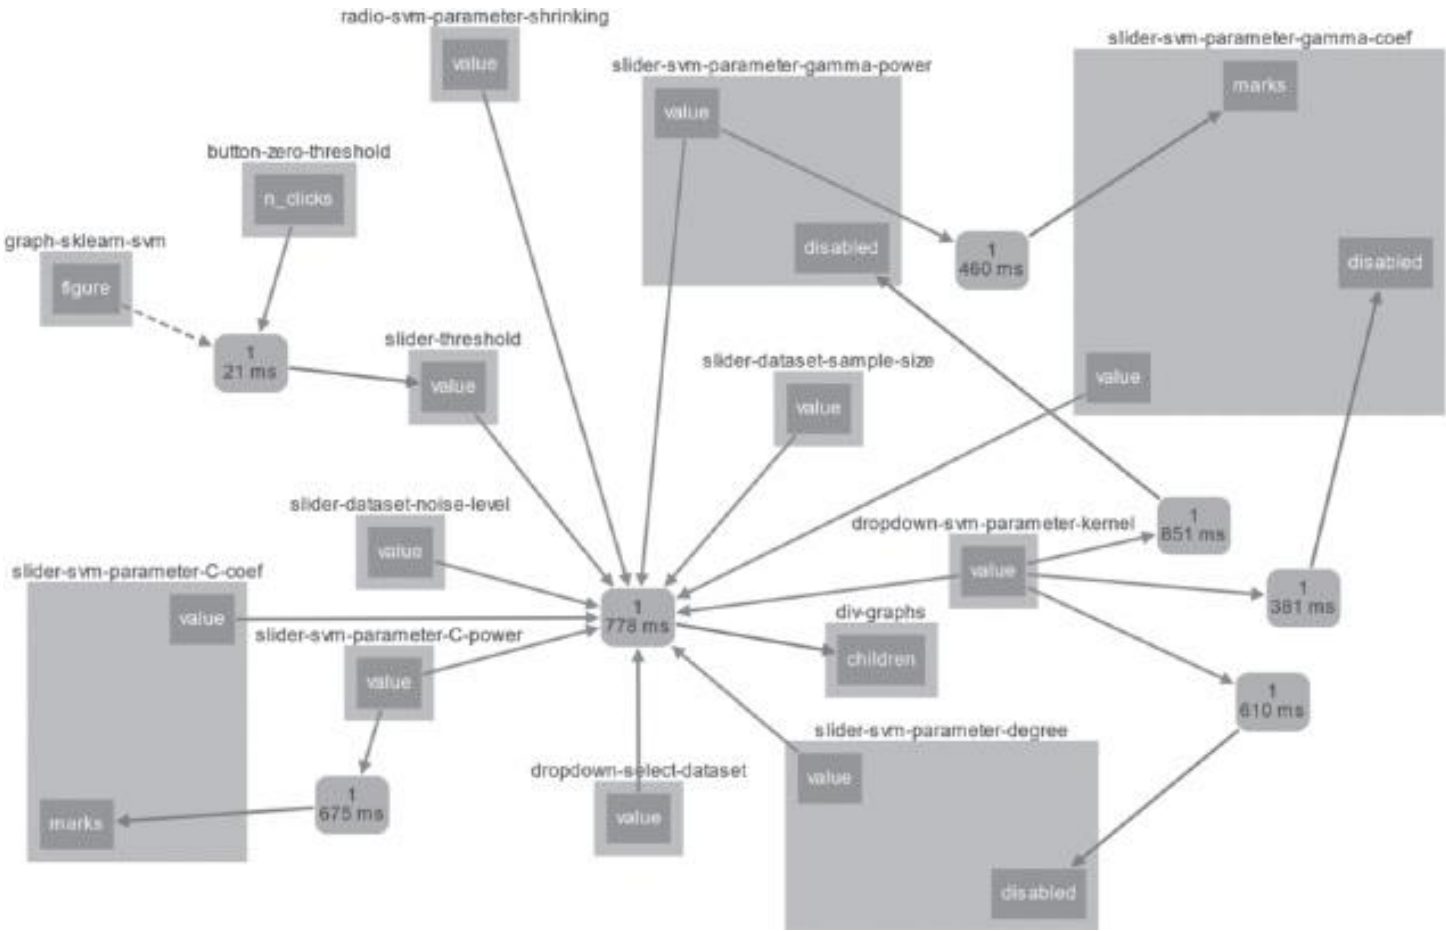 radio-svm-parameter-shrinking
value
slider-svm-parameter-gamma-power
value
disabled
slider-svm-parameter-gamma-coef
marks
disabled
value
button-zero-threshold
n_clicks
graph-sklearn-svm
figure
1
21 ms
1
460 ms
slider-threshold
value
slider-dataset-sample-size
value
slider-dataset-noise-level
value
dropdown-svm-parameter-kernel
value
1
651 ms
1
381 ms
slider-svm-parameter-C-coef
value
marks
slider-svm-parameter-C-power
value
1
778 ms
div-graphs
children
1
610 ms
1
675 ms
dropdown-select-dataset
value
slider-svm-parameter-degree
value
disabled